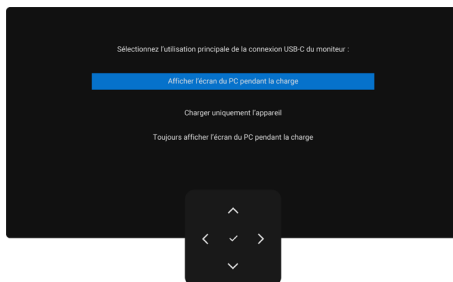 Sélectionnez l'utilisation principale de la connexion USB-C du moniteur :
Afficher l'écran du PC pendant la charge
Charger uniquement l'appareil
Toujours afficher l'écran du PC pendant la charge